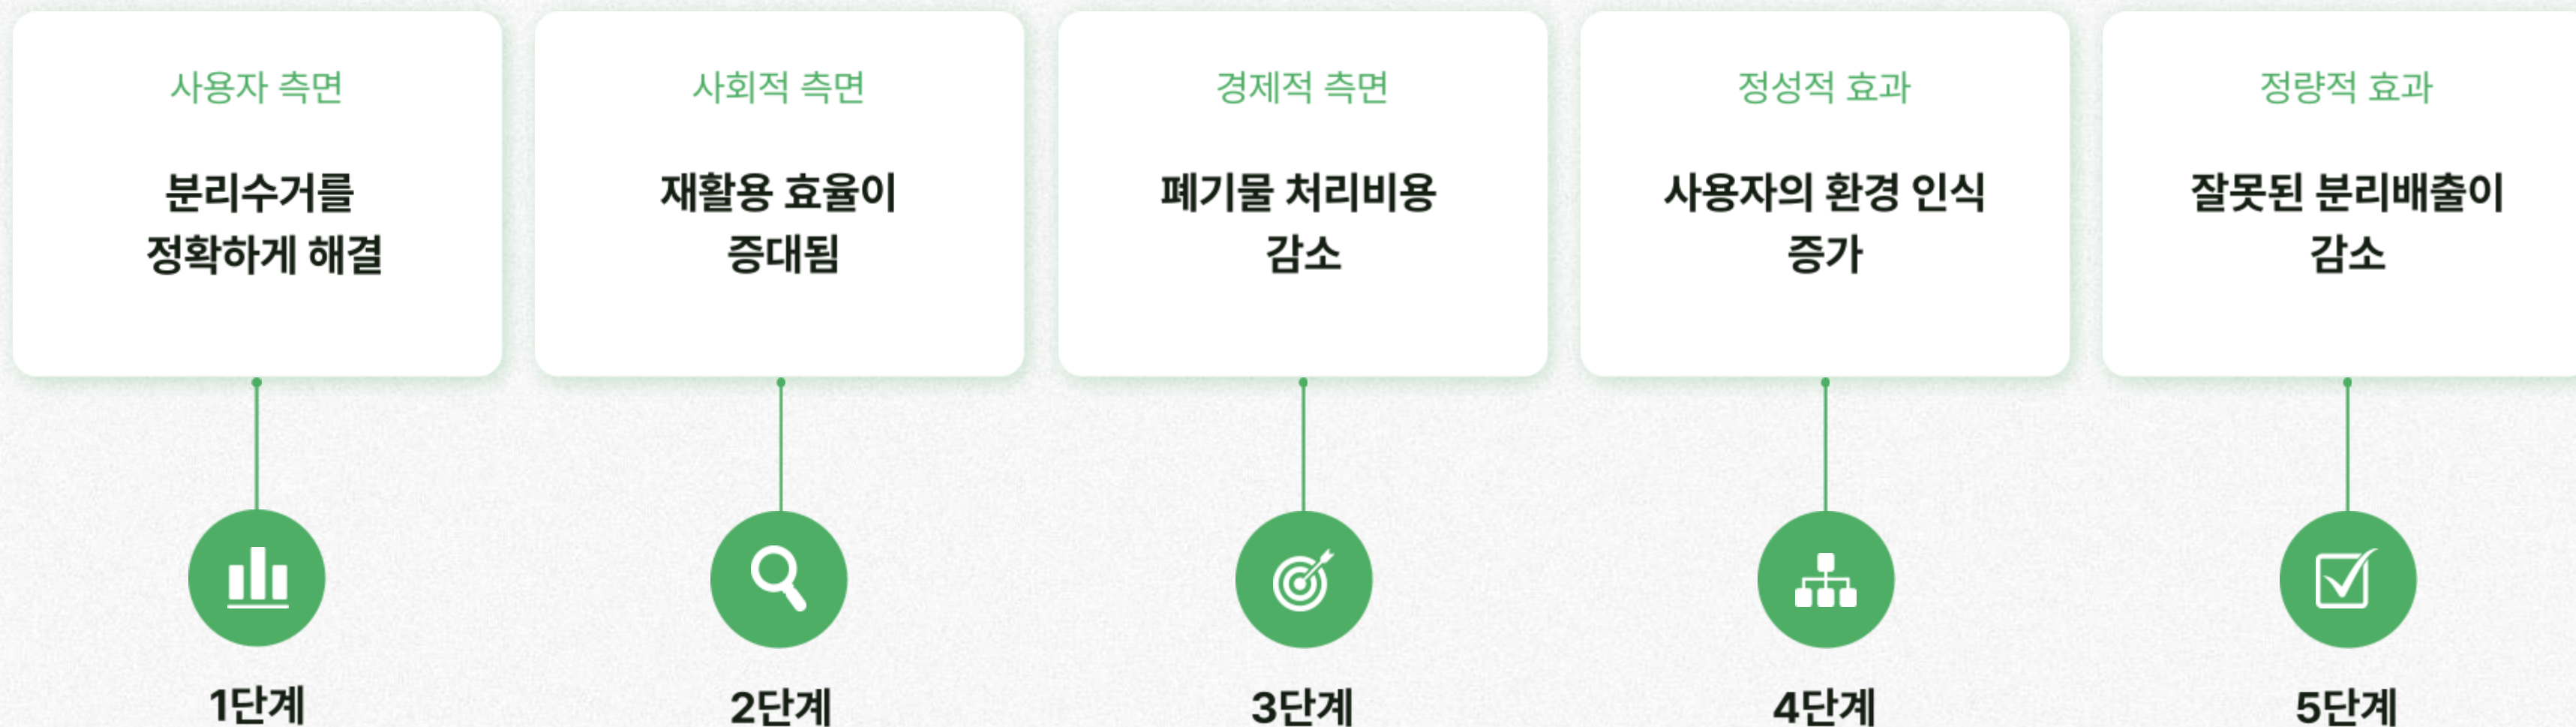 사용자 측면
분리수거를
정확하게 해결
1단계
사회적 측면
재활용 효율이
증대됨
2단계
경제적 측면
폐기물 처리비용
감소
3단계
정성적 효과
사용자의 환경 인식
증가
4단계
정량적 효과
잘못된 분리배출이
감소
5단계